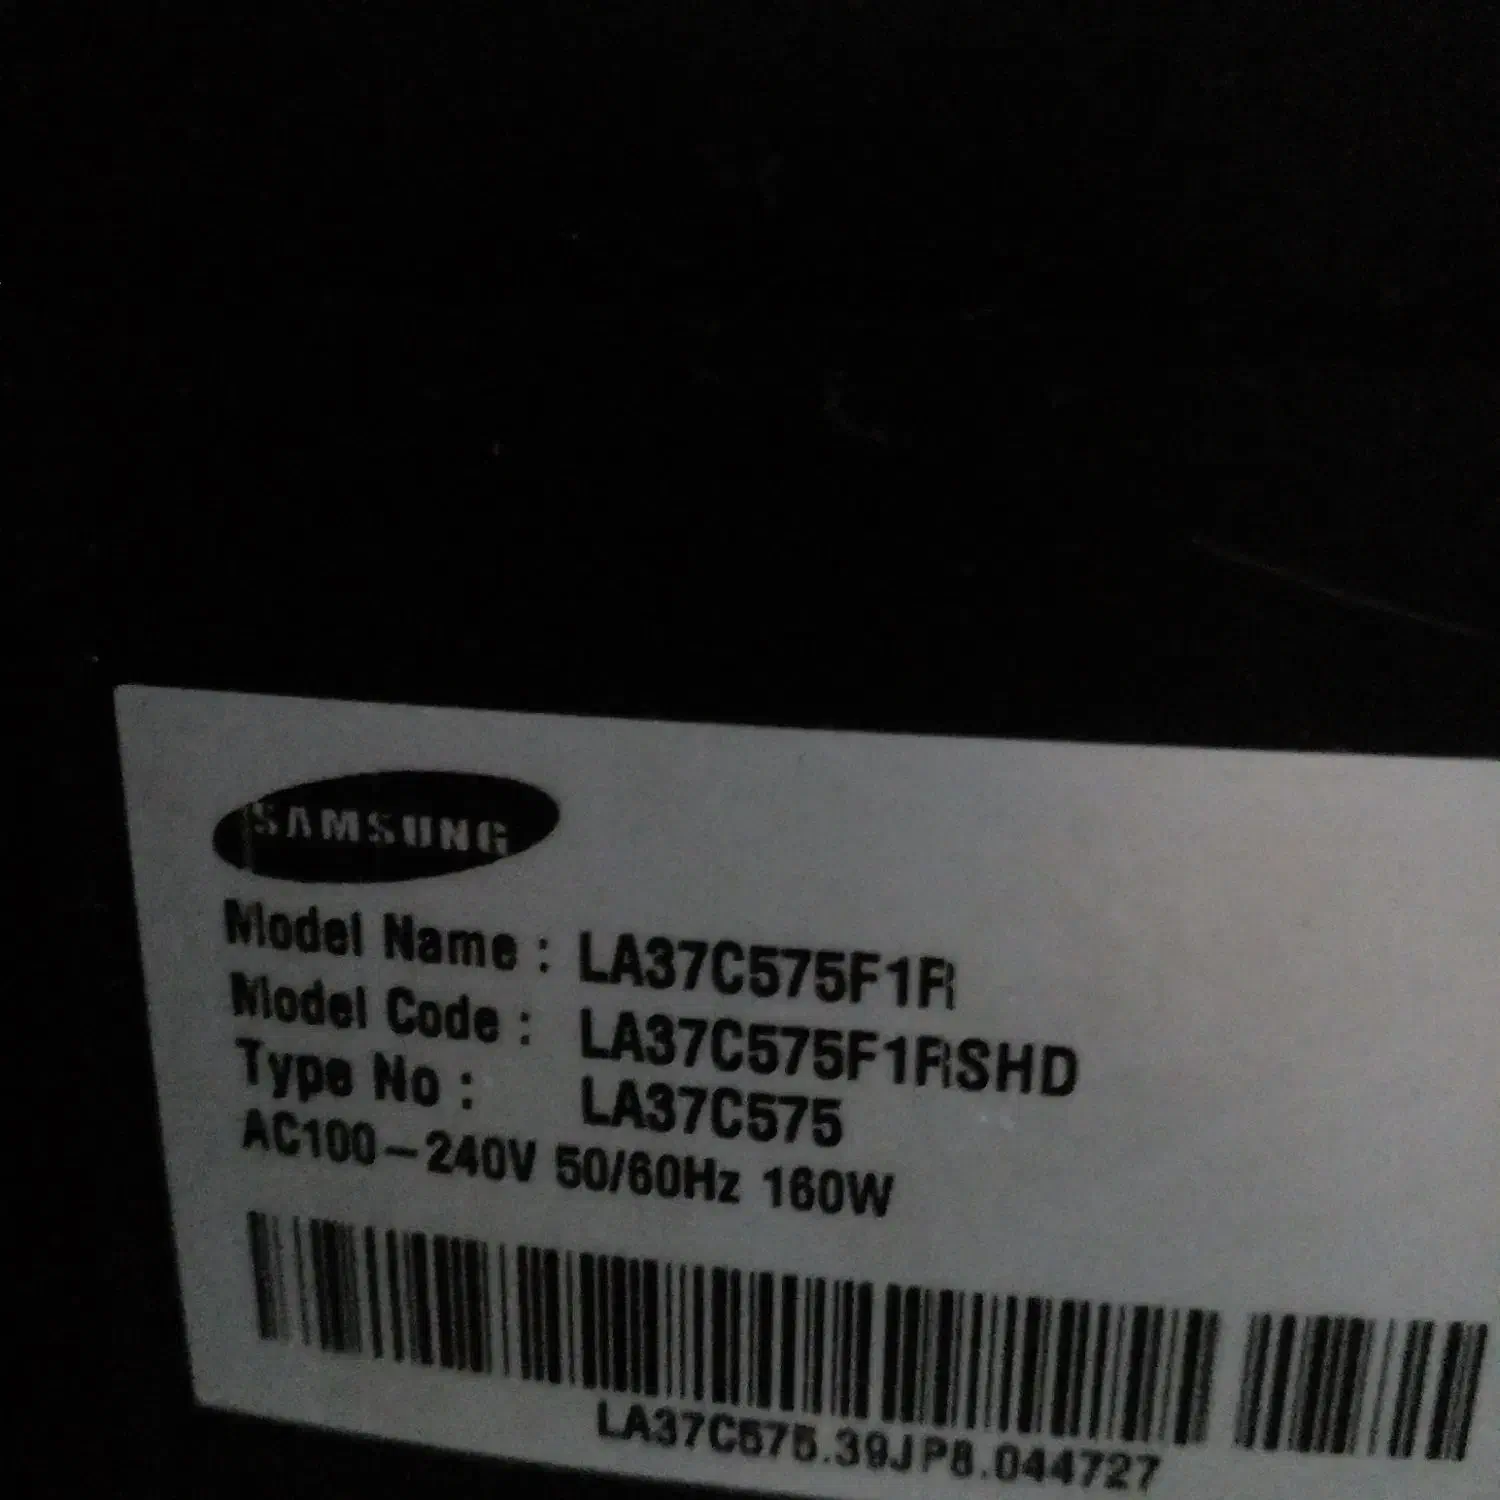 SAMSUNG
Model Name : LA37C575F1R
Model Code : LA37C575F1RSHD
Type No : LA37C575
AC100-240V 50/60Hz 160W
LA37C575.39JP8.044727